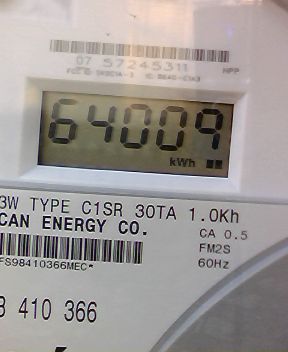 07 57245311
NPP
64009
kWh
3W TYPE C1SR 30TA 1.0Kh
CAN ENERGY CO.
CA 0.5
FM2S
FS98410366MEC*
60Hz
410 366